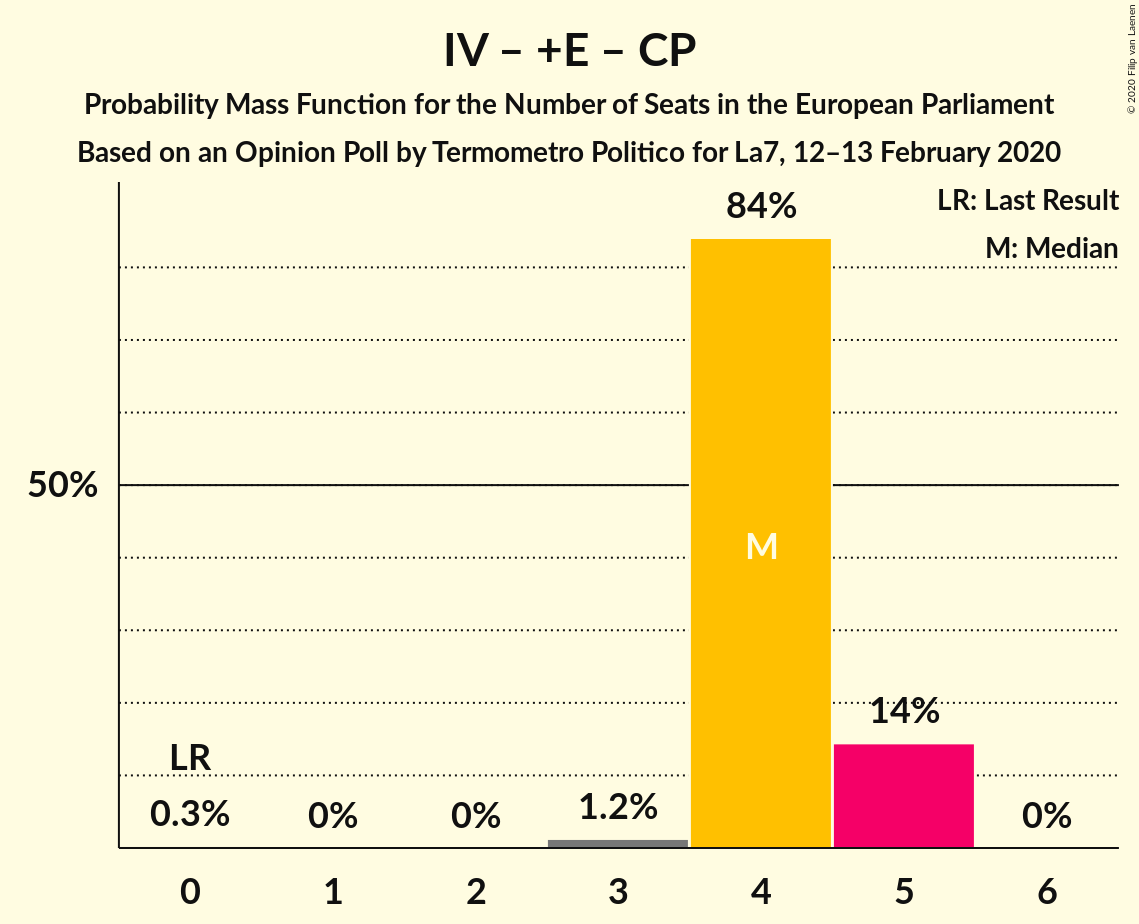 IV – +E – CP
Probability Mass Function for the Number of Seats in the European Parliament
Based on an Opinion Poll by Termometro Politico for La7, 12–13 February 2020
© 2020 Filip van Laenen
LR: Last Result
M: Median
84%
50%
M
14%
LR
0.3%
0%
0%
1.2%
0%
0
1
2
3
4
5
6